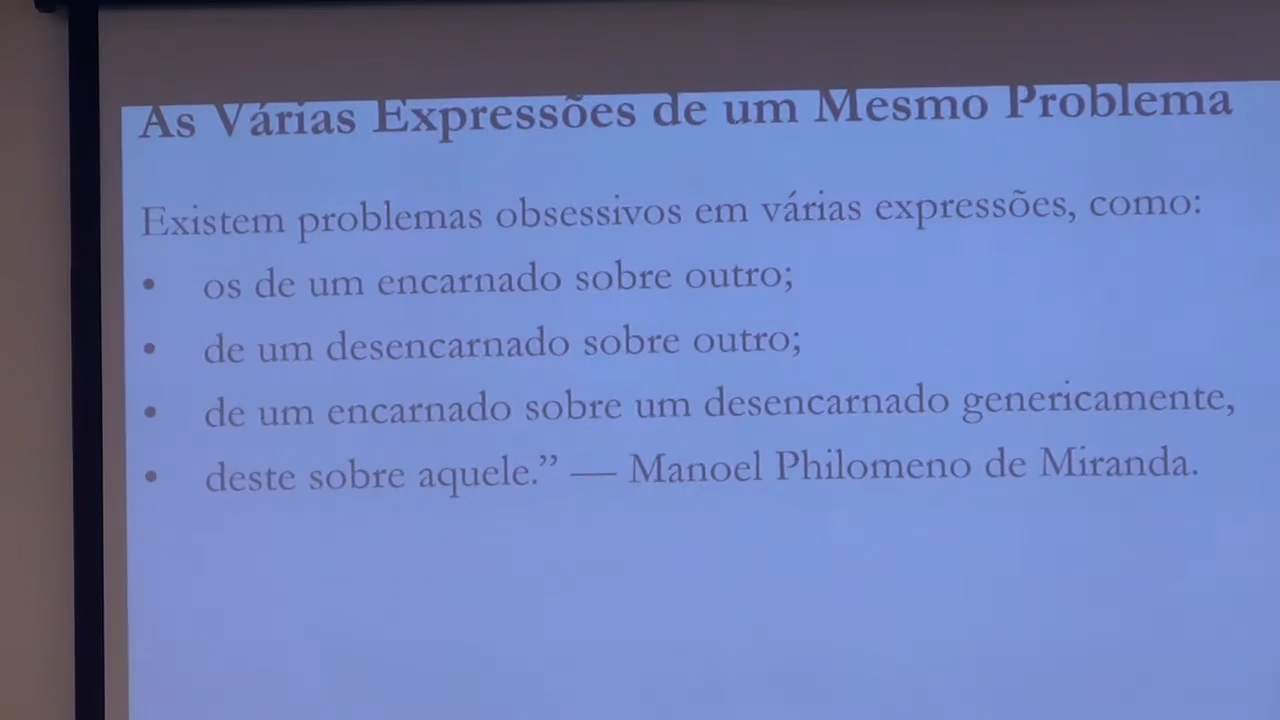 As Várias Expressões de um Mesmo Problema
Existem problemas obsessivos em várias expressões, como:
• os de um encarnado sobre outro;
• de um desencarnado sobre outro;
• de um encarnado sobre um desencarnado genericamente,
• deste sobre aquele.” — Manoel Philomeno de Miranda.